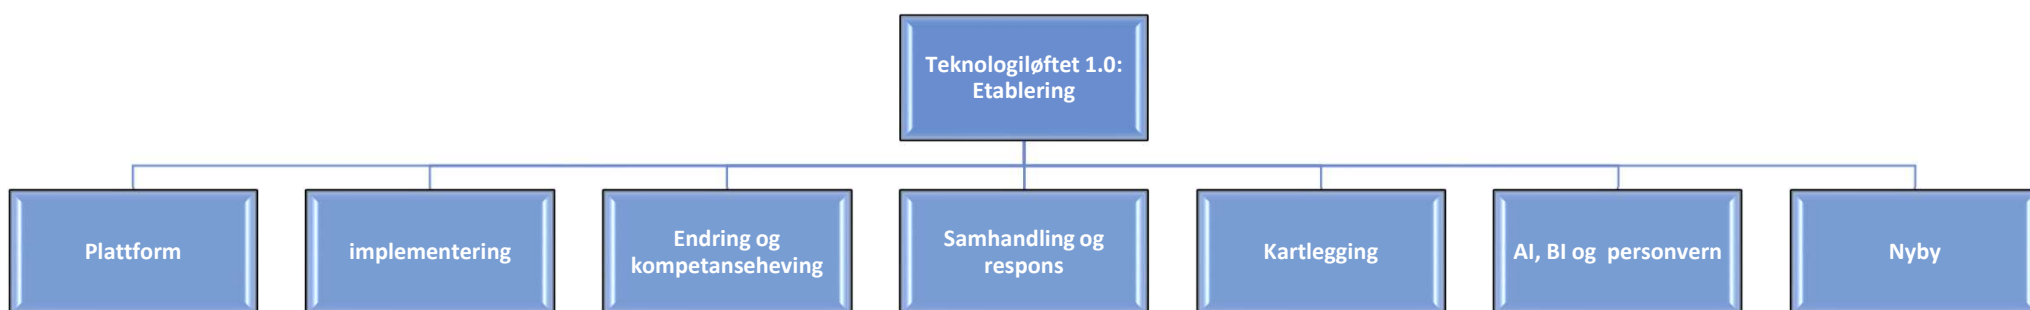 Teknologiløftet 1.0:
Etablering
Plattform
implementering
Endring og
kompetanseheving
Samhandling og
respons
Kartlegging
AI, BI og  personvern
Nyby